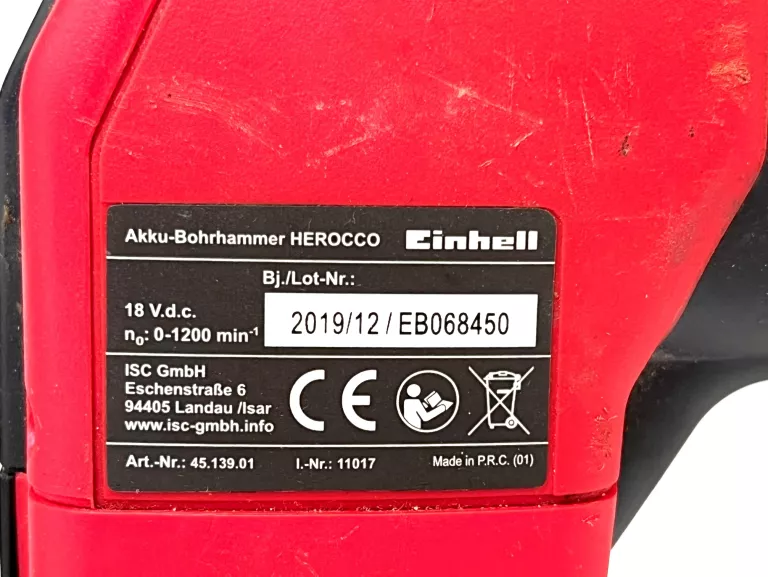 Akku-Bohrhammer HEROCCO Einhell
Bj./Lot-Nr.:
18 V.d.c.
2019/12 / EB068450
n₀: 0-1200 min⁻¹
ISC GmbH
Eschenstraße 6
94405 Landau /Isar
www.isc-gmbh.info
CE
Art.-Nr.: 45.139.01 I.-Nr.: 11017 Made in P.R.C. (01)